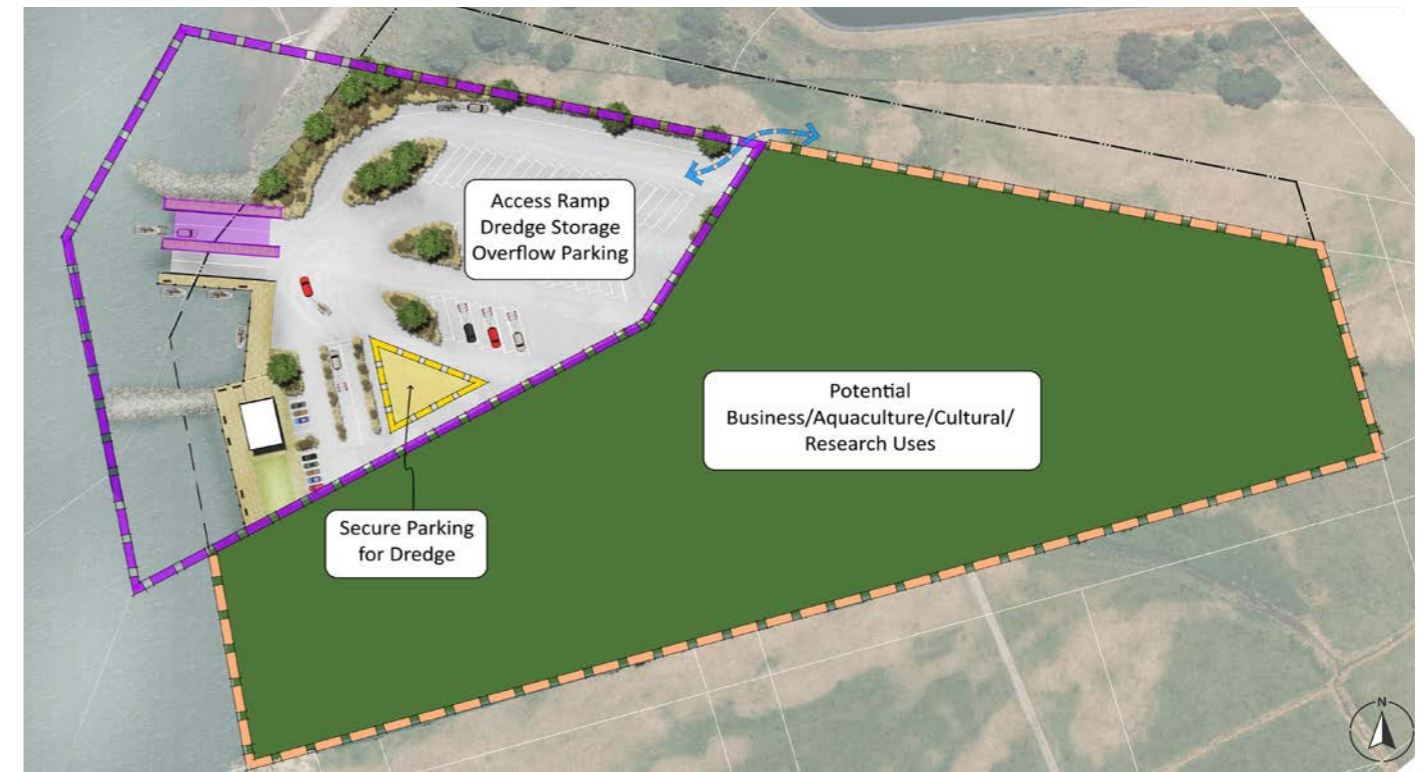 Access Ramp
Dredge Storage
Overflow Parking
Potential
Business/Aquaculture/Cultural/
Research Uses
Secure Parking
for Dredge
N